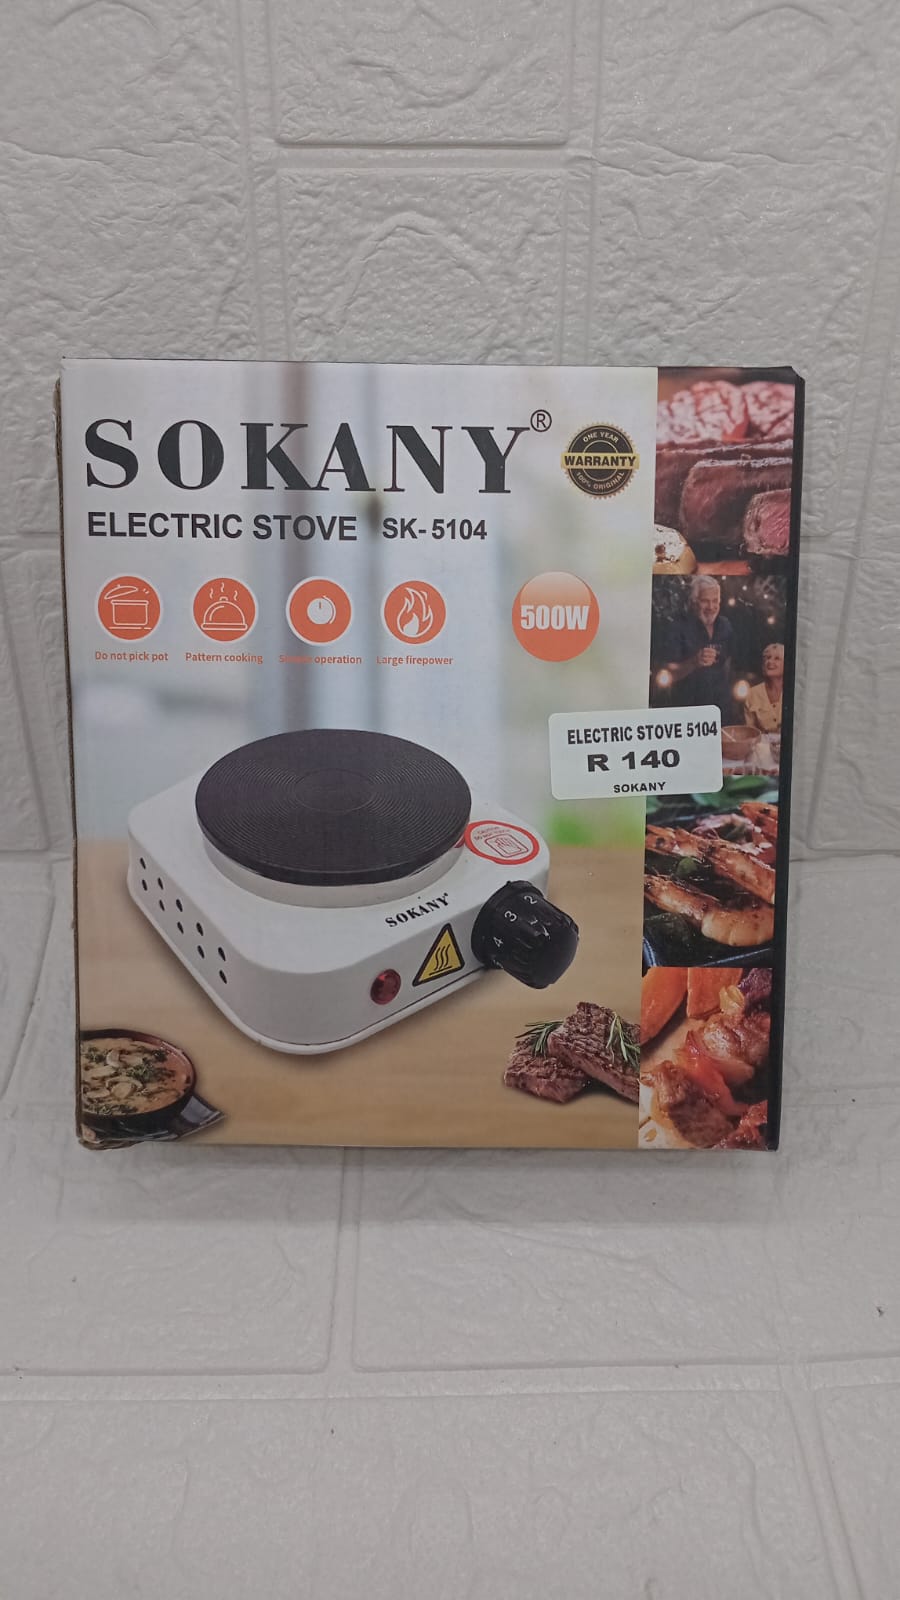 SOKANY®
ONE YEAR
WARRANTY
100% ORIGINAL
ELECTRIC STOVE SK-5104
500W
Do not pick pot Pattern cooking operation Large firepower
ELECTRIC STOVE 5104
R 140
SOKANY
SOKANY
2
3
4